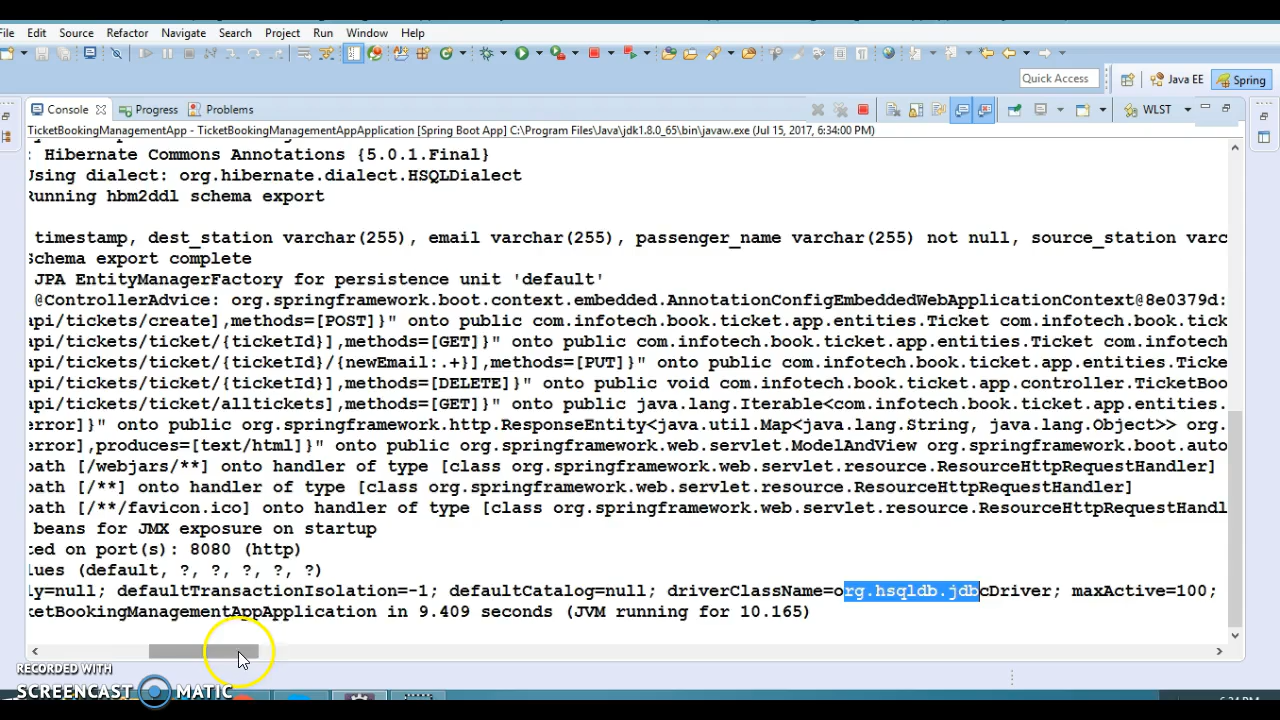 File Edit Source Refactor Navigate Search Project Run Window Help
Quick Access Java EE Spring
Console Progress Problems WLST
TicketBookingManagementApp - TicketBookingManagementAppApplication [Spring Boot App] C:\Program Files\Java\jdk1.8.0_65\bin\javaw.exe (Jul 15, 2017, 6:34:00 PM)
: Hibernate Commons Annotations {5.0.1.Final}
Using dialect: org.hibernate.dialect.HSQLDialect
Running hbm2ddl schema export
timestamp, dest_station varchar(255), email varchar(255), passenger_name varchar(255) not null, source_station varc
Schema export complete
JPA EntityManagerFactory for persistence unit 'default'
@ControllerAdvice: org.springframework.boot.context.embedded.AnnotationConfigEmbeddedWebApplicationContext@8e0379d:
api/tickets/create],methods=[POST]}" onto public com.infotech.book.ticket.app.entities.Ticket com.infotech.book.tick
api/tickets/ticket/{ticketId}],methods=[GET]}" onto public com.infotech.book.ticket.app.entities.Ticket com.infotech
api/tickets/ticket/{ticketId}/{newEmail:.+}],methods=[PUT]}" onto public com.infotech.book.ticket.app.entities.Ticke
api/tickets/ticket/{ticketId}],methods=[DELETE]}" onto public void com.infotech.book.ticket.app.controller.TicketBoo
api/tickets/ticket/alltickets],methods=[GET]}" onto public java.lang.Iterable<com.infotech.book.ticket.app.entities.
error]}" onto public org.springframework.http.ResponseEntity<java.util.Map<java.lang.String, java.lang.Object>> org.
error],produces=[text/html]}" onto public org.springframework.web.servlet.ModelAndView org.springframework.boot.auto
path [/webjars/**] onto handler of type [class org.springframework.web.servlet.resource.ResourceHttpRequestHandler]
path [/**] onto handler of type [class org.springframework.web.servlet.resource.ResourceHttpRequestHandler]
path [/**/favicon.ico] onto handler of type [class org.springframework.web.servlet.resource.ResourceHttpRequestHandl
beans for JMX exposure on startup
ted on port(s): 8080 (http)
lues (default, ?, ?, ?, ?, ?)
ly=null; defaultTransactionIsolation=-1; defaultCatalog=null; driverClassName=org.hsqldb.jdbcDriver; maxActive=100;
cketBookingManagementAppApplication in 9.409 seconds (JVM running for 10.165)
RECORDED WITH
SCREENCAST MATIC